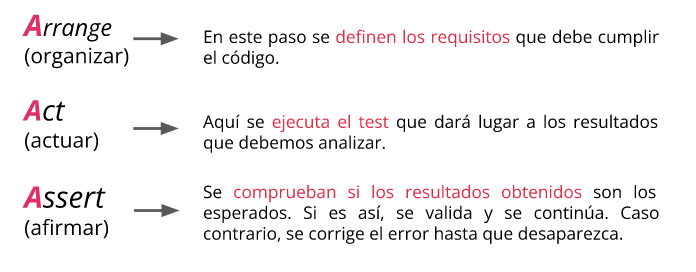 Arrange
(organizar)
En este paso se definen los requisitos que debe cumplir
el código.
Act
(actuar)
Aquí se ejecuta el test que dará lugar a los resultados
que debemos analizar.
Assert
(afirmar)
Se comprueban si los resultados obtenidos son los
esperados. Si es así, se valida y se continúa. Caso
contrario, se corrige el error hasta que desaparezca.